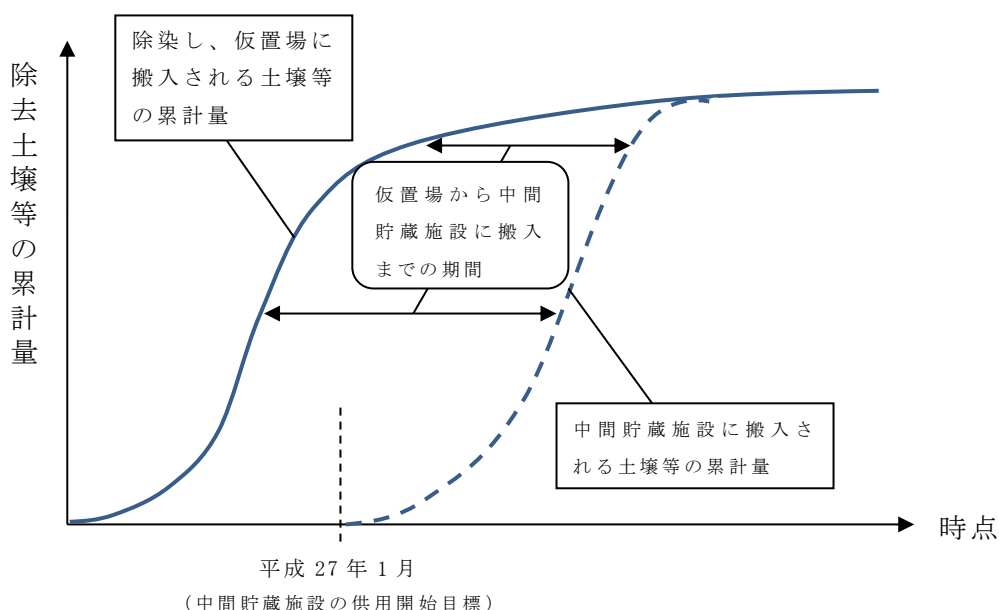 除去土壌等の累計量
除染し、仮置場に
搬入される土壌等
の累計量
仮置場から中間
貯蔵施設に搬入
までの期間
中間貯蔵施設に搬入さ
れる土壌等の累計量
時点
平成 27 年 1 月
（中間貯蔵施設の供用開始目標）